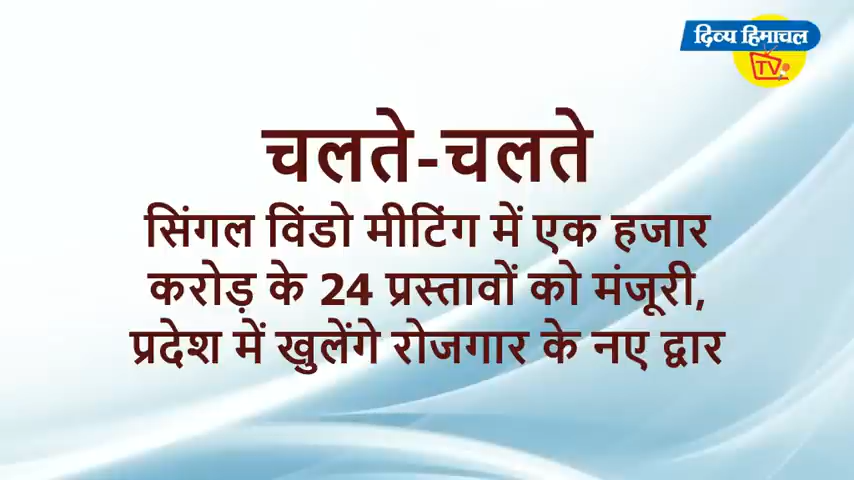 दिव्य हिमाचल
TV
चलते-चलते
सिंगल विंडो मीटिंग में एक हजार
करोड़ के 24 प्रस्तावों को मंजूरी,
प्रदेश में खुलेंगे रोजगार के नए द्वार